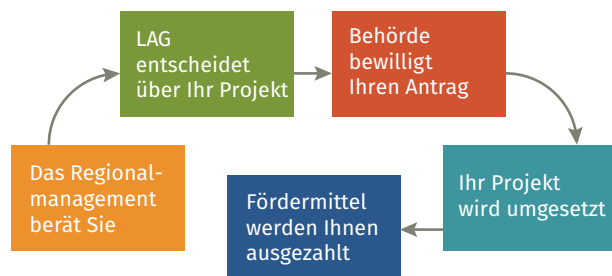 Das Regional-
management
berät Sie
LAG
entscheidet
über Ihr Projekt
Behörde
bewilligt
Ihren Antrag
Ihr Projekt
wird umgesetzt
Fördermittel
werden Ihnen
ausgezahlt